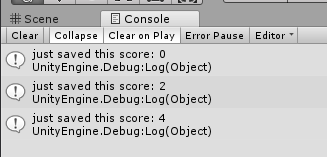 Scene Console
Clear Collapse Clear on Play Error Pause Editor
just saved this score: 0
UnityEngine.Debug:Log(Object)
just saved this score: 2
UnityEngine.Debug:Log(Object)
just saved this score: 4
UnityEngine.Debug:Log(Object)